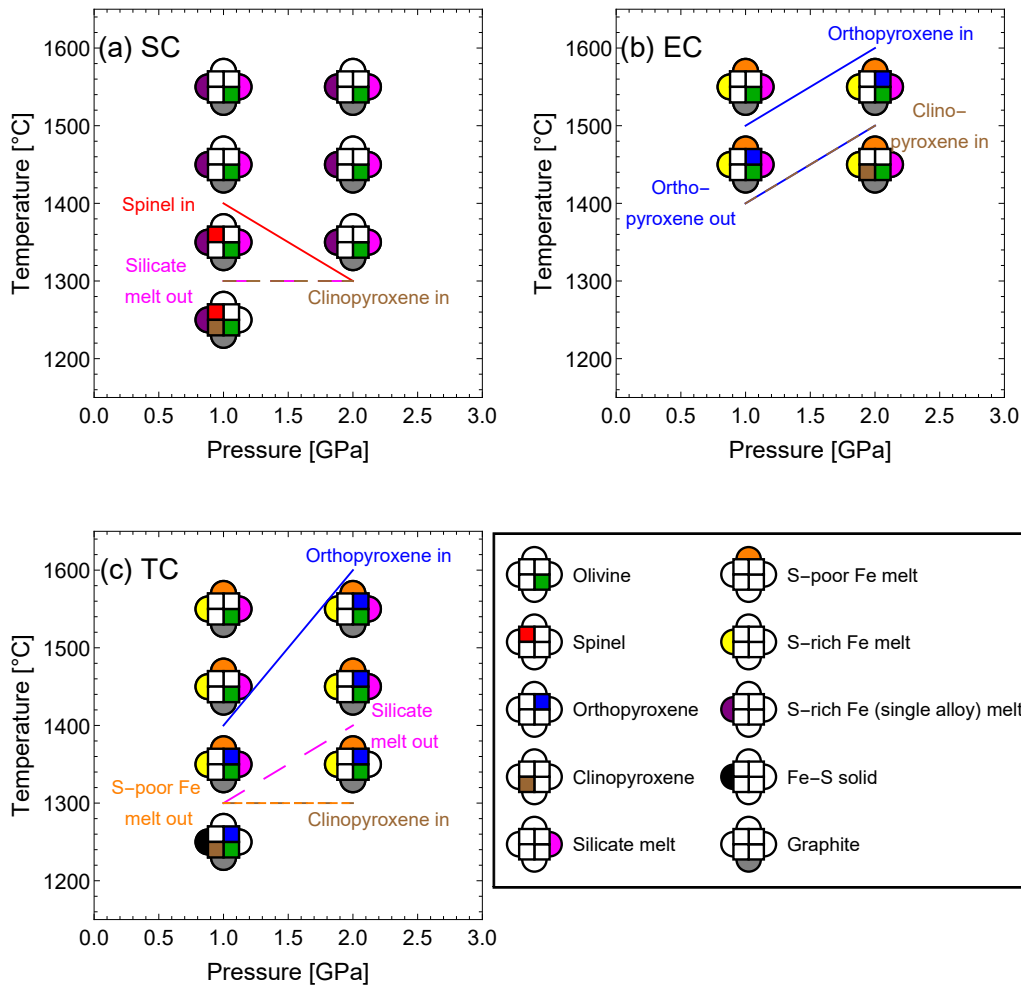 (a) SC
Temperature [°C]
1600
1500
1400
1300
1200
Spinel in
Silicate
melt out
Clinopyroxene in
0.0 0.5 1.0 1.5 2.0 2.5 3.0
Pressure [GPa]
(b) EC
Temperature [°C]
1600
1500
1400
1300
1200
Orthopyroxene in
Clino-
pyroxene in
Ortho-
pyroxene out
0.0 0.5 1.0 1.5 2.0 2.5 3.0
Pressure [GPa]
(c) TC
Temperature [°C]
1600
1500
1400
1300
1200
Orthopyroxene in
Silicate
melt out
S-poor Fe
melt out
Clinopyroxene in
0.0 0.5 1.0 1.5 2.0 2.5 3.0
Pressure [GPa]
Olivine
Spinel
Orthopyroxene
Clinopyroxene
Silicate melt
S-poor Fe melt
S-rich Fe melt
S-rich Fe (single alloy) melt
Fe-S solid
Graphite